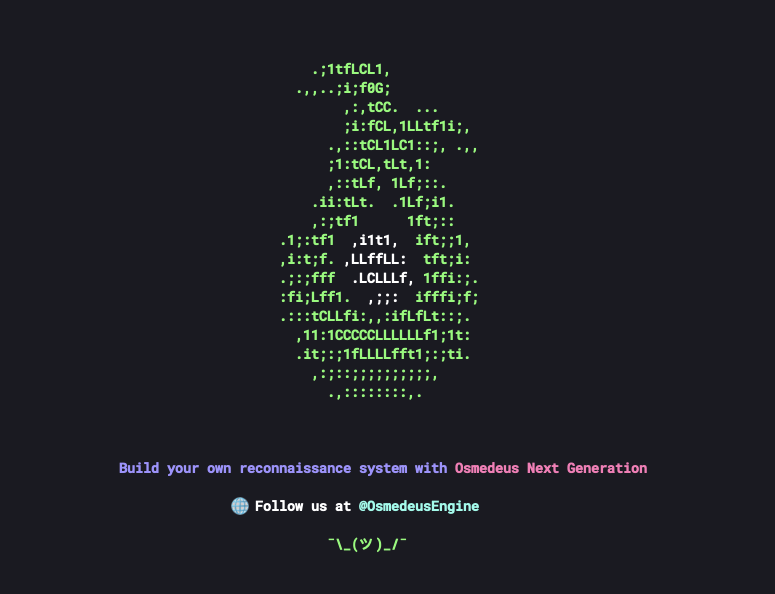 .;1tfLCL1,
.,,..;i;f0G;
,:,tCC.  ...
;i:fCL,1LLtf1i;,
.,::tCL1LC1::;, .,,
;1:tCL,tLt,1:
,::tLf, 1Lf;::.
.ii:tLt.  .1Lf;i1.
,:;tf1      1ft;::
.1;:tf1  ,i1t1,  ift;;1,
,i:t;f. ,LLffLL:  tft;i:
.;:;fff  .LCLLLf, 1ffi:;.
:fi;Lff1.  ,;;:  ifffi;f;
.:::tCLLfi:,,:ifLfLt::;.
,11:1CCCCCLLLLLLf1;1t:
.it;:;1fLLLLfft1;:;ti.
,:;::;;;;;;;;;;,
.,::::::::,.
Build your own reconnaissance system with Osmedeus Next Generation
Follow us at @OsmedeusEngine
¯\_(ツ)_/¯